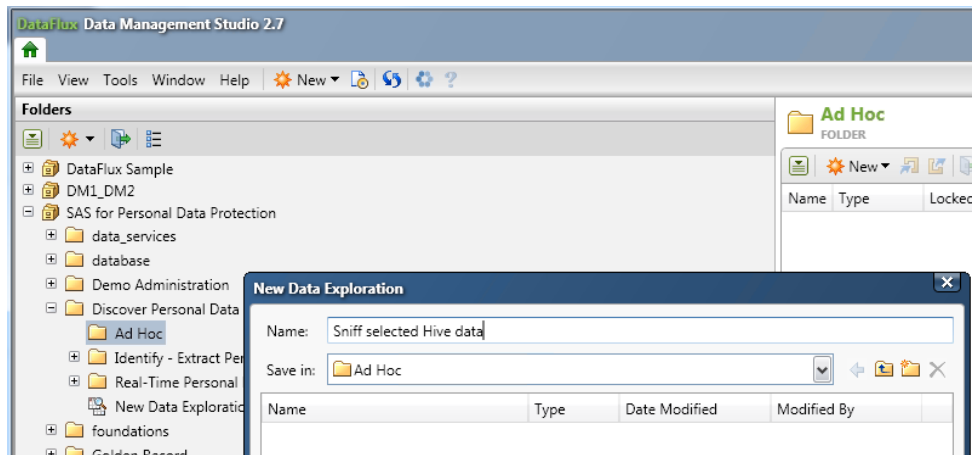 DataFlux Data Management Studio 2.7
File View Tools Window Help New
Folders
DataFlux Sample
DM1_DM2
SAS for Personal Data Protection
data_services
database
Demo Administration
Discover Personal Data
Ad Hoc
Identify - Extract Per
Real-Time Personal
New Data Exploratic
foundations
Golden Record
Ad Hoc
FOLDER
New
Name Type Locked
New Data Exploration
Name: Sniff selected Hive data
Save in: Ad Hoc
Name Type Date Modified Modified By